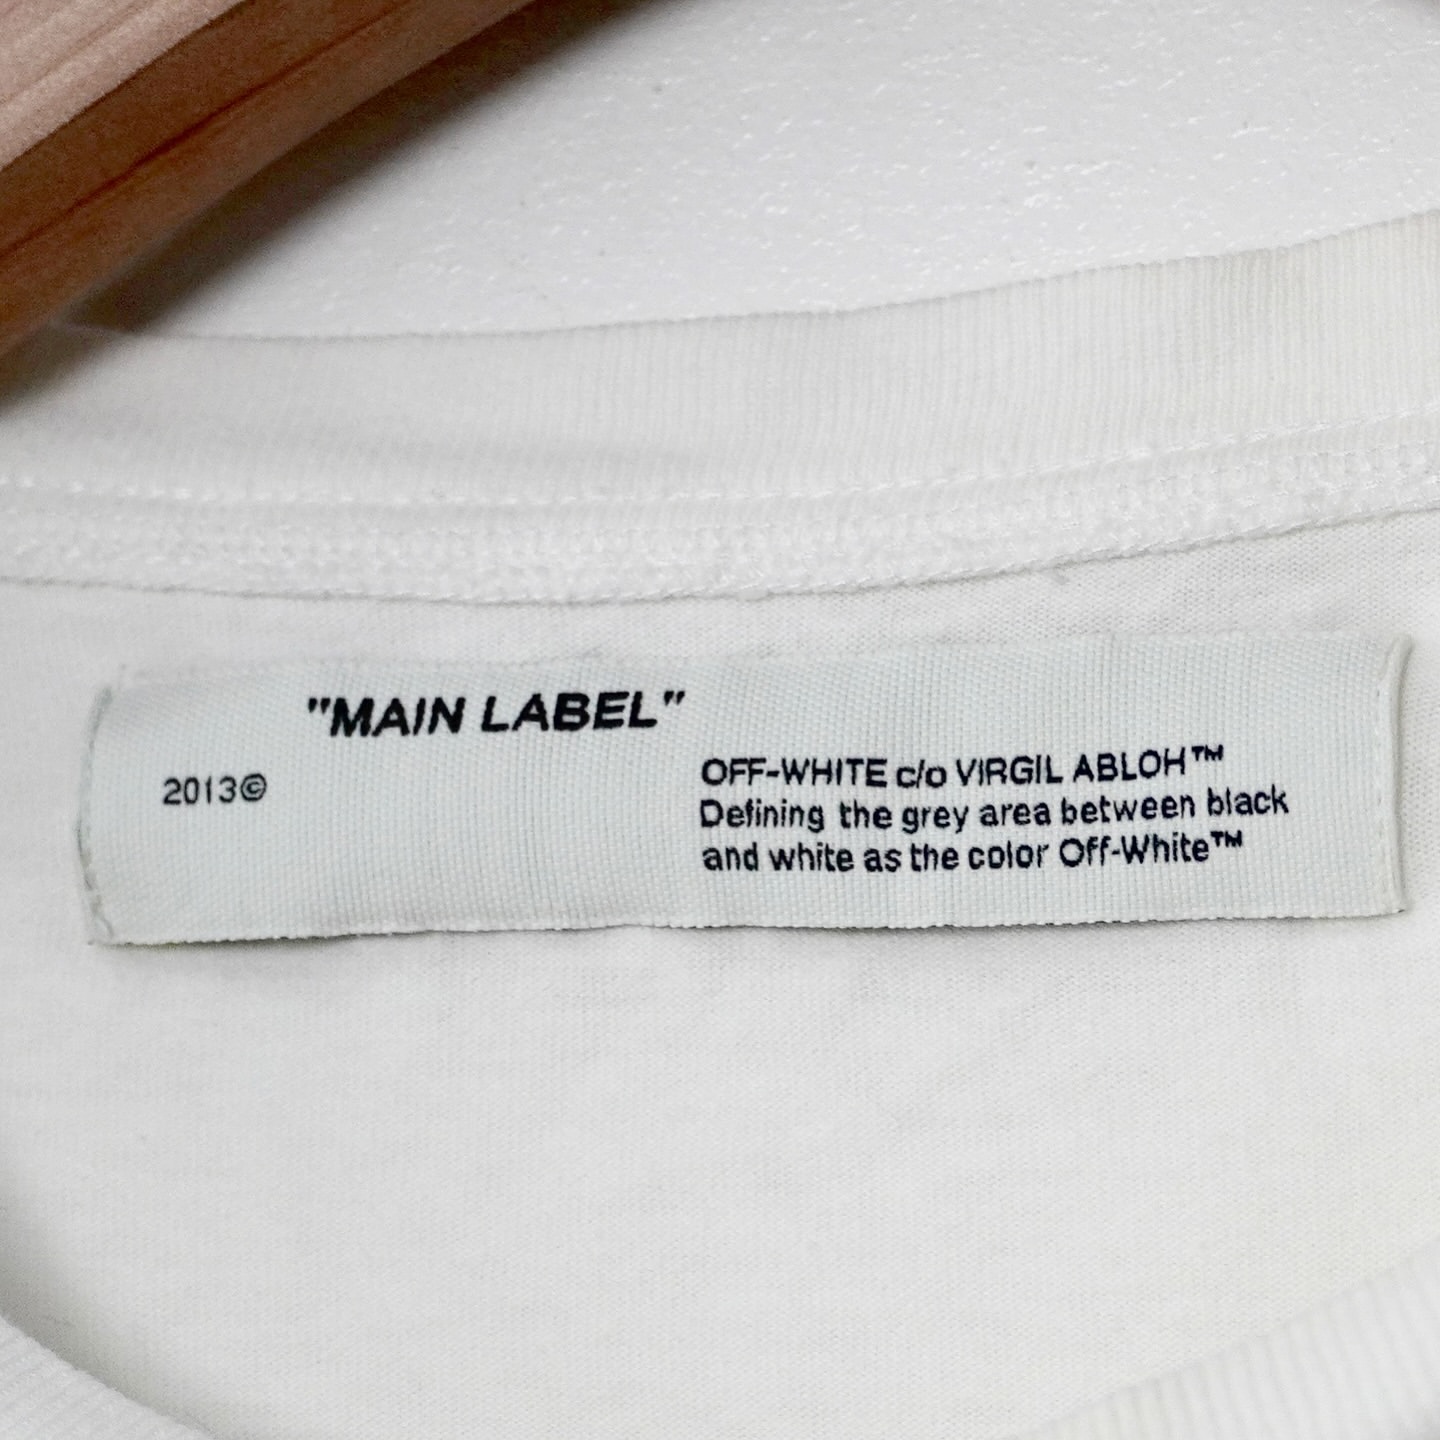 "MAIN LABEL"
2013©
OFF-WHITE c/o VIRGIL ABLOH™
Defining the grey area between black
and white as the color Off-White™